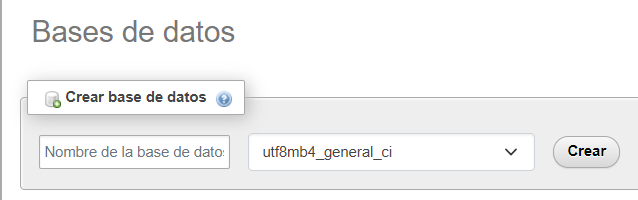 Bases de datos
Crear base de datos
Nombre de la base de datos
utf8mb4_general_ci
Crear